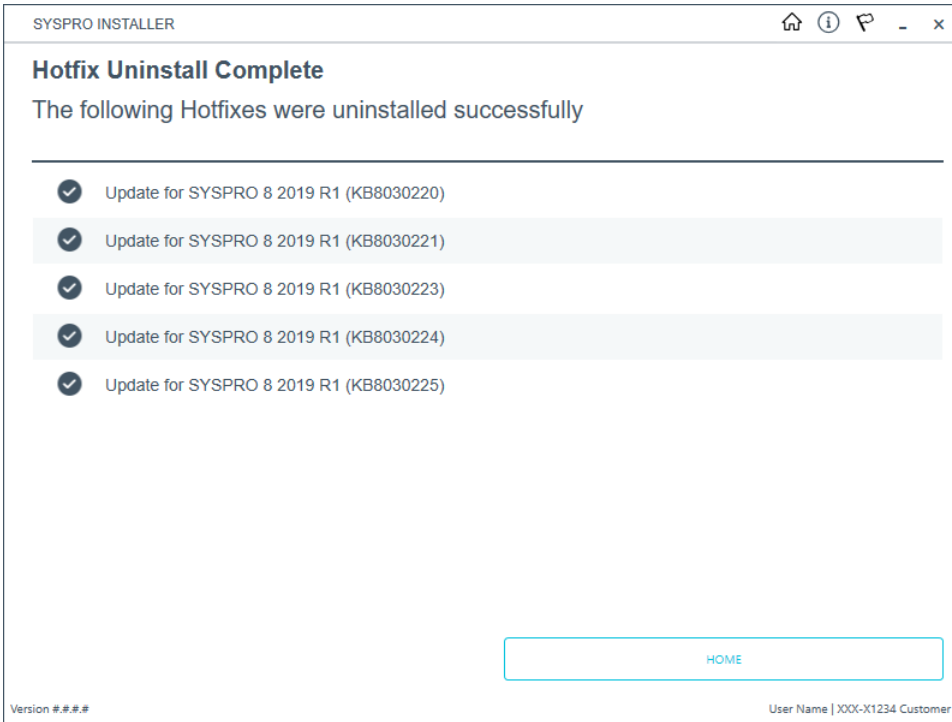 SYSPRO INSTALLER
Hotfix Uninstall Complete
The following Hotfixes were uninstalled successfully
Update for SYSPRO 8 2019 R1 (KB8030220)
Update for SYSPRO 8 2019 R1 (KB8030221)
Update for SYSPRO 8 2019 R1 (KB8030223)
Update for SYSPRO 8 2019 R1 (KB8030224)
Update for SYSPRO 8 2019 R1 (KB8030225)
HOME
Version #.#.#.# User Name | XXX-X1234 Customer